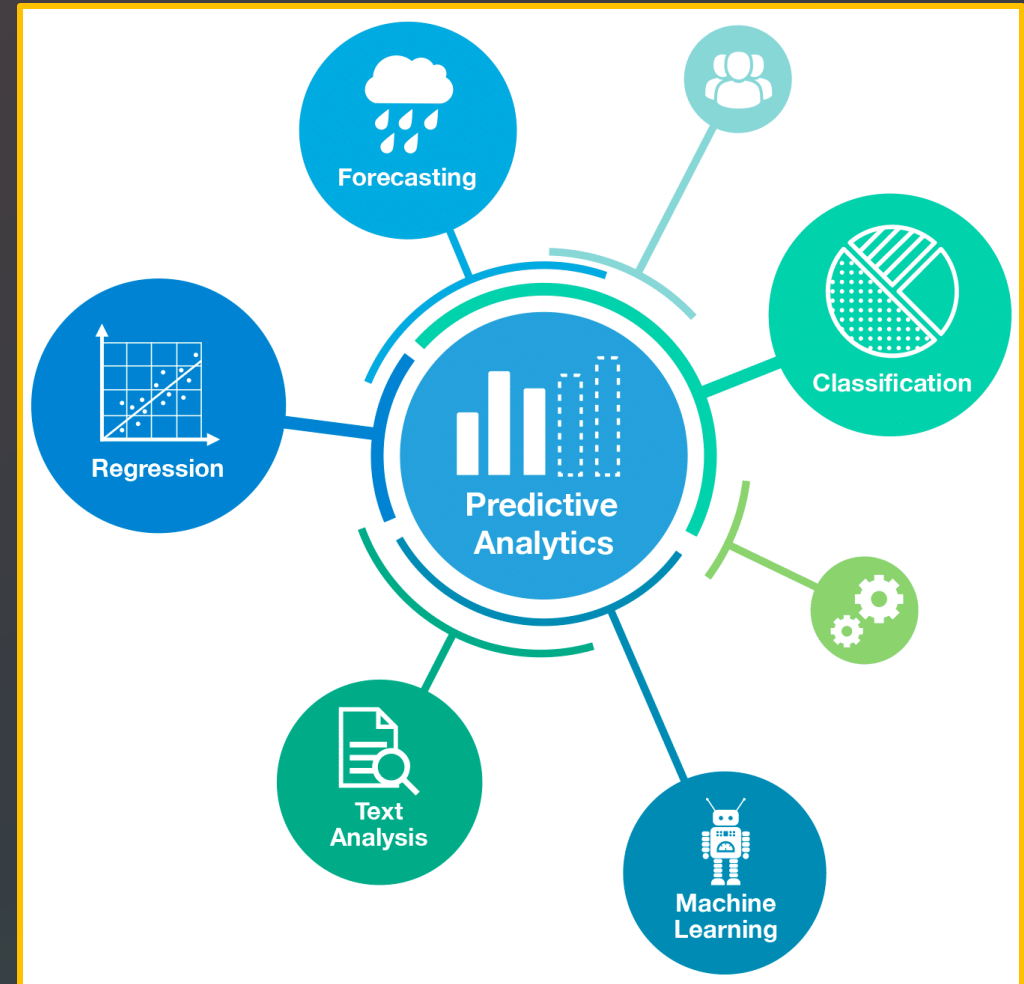 Forecasting
Classification
Regression
Predictive
Analytics
Text
Analysis
Machine
Learning